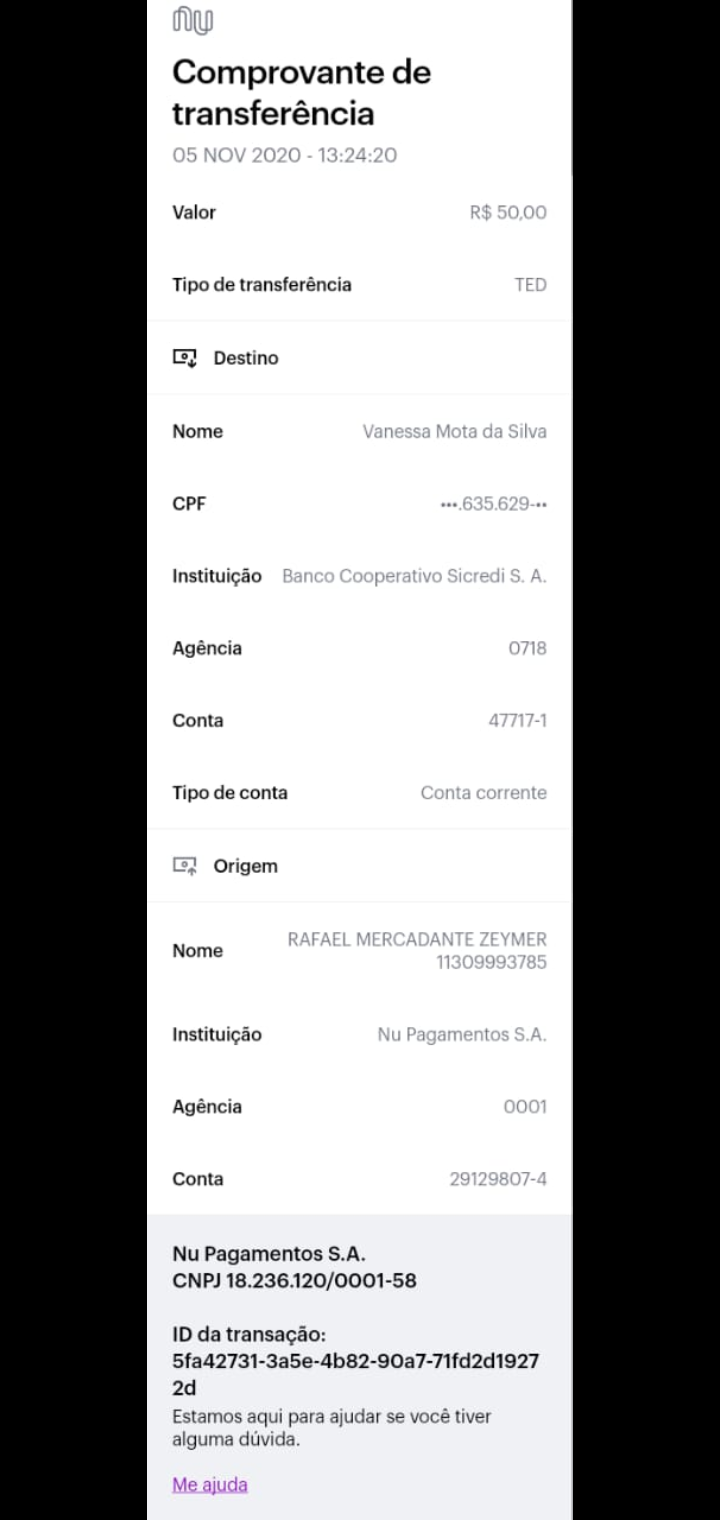 nu
Comprovante de
transferência
05 NOV 2020 - 13:24:20
Valor R$ 50,00
Tipo de transferência TED
Destino
Nome Vanessa Mota da Silva
CPF •••.635.629-••
Instituição Banco Cooperativo Sicredi S. A.
Agência 0718
Conta 47717-1
Tipo de conta Conta corrente
Origem
Nome RAFAEL MERCADANTE ZEYMER
11309993785
Instituição Nu Pagamentos S.A.
Agência 0001
Conta 29129807-4
Nu Pagamentos S.A.
CNPJ 18.236.120/0001-58
ID da transação:
5fa42731-3a5e-4b82-90a7-71fd2d1927
2d
Estamos aqui para ajudar se você tiver
alguma dúvida.
Me ajuda